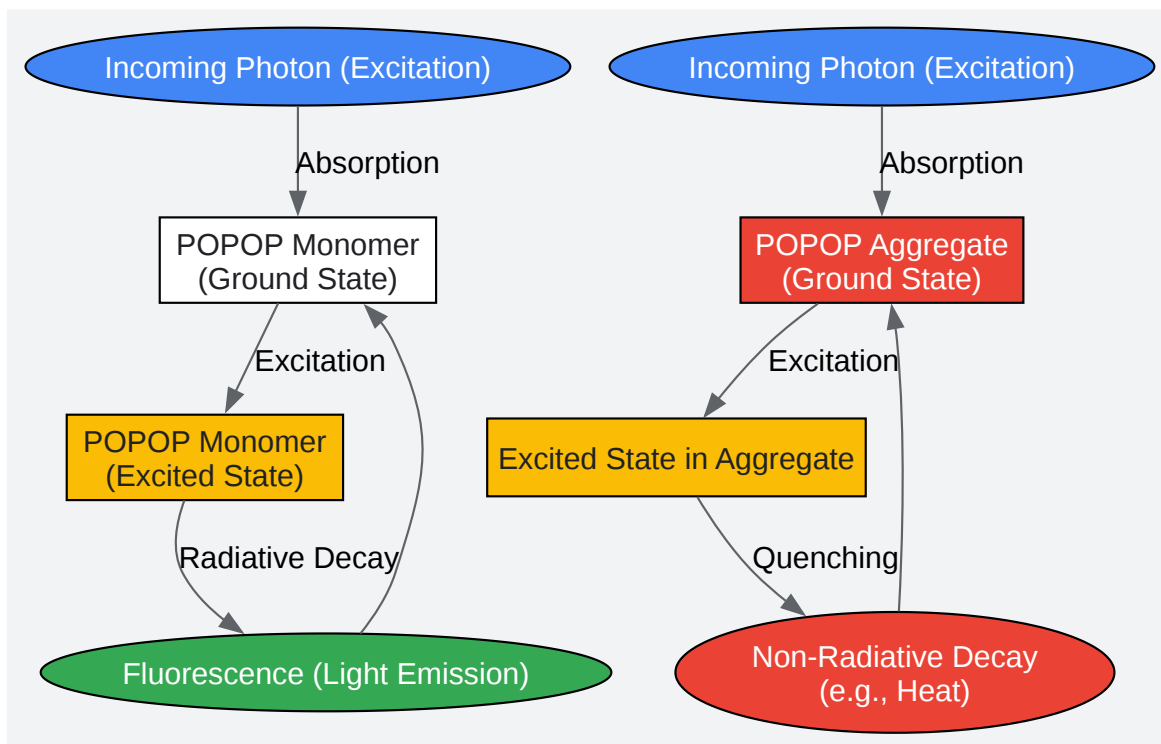 Incoming Photon (Excitation)
Absorption
POPOP Monomer
(Ground State)
Excitation
POPOP Monomer
(Excited State)
Radiative Decay
Fluorescence (Light Emission)
Incoming Photon (Excitation)
Absorption
POPOP Aggregate
(Ground State)
Excitation
Excited State in Aggregate
Quenching
Non-Radiative Decay
(e.g., Heat)